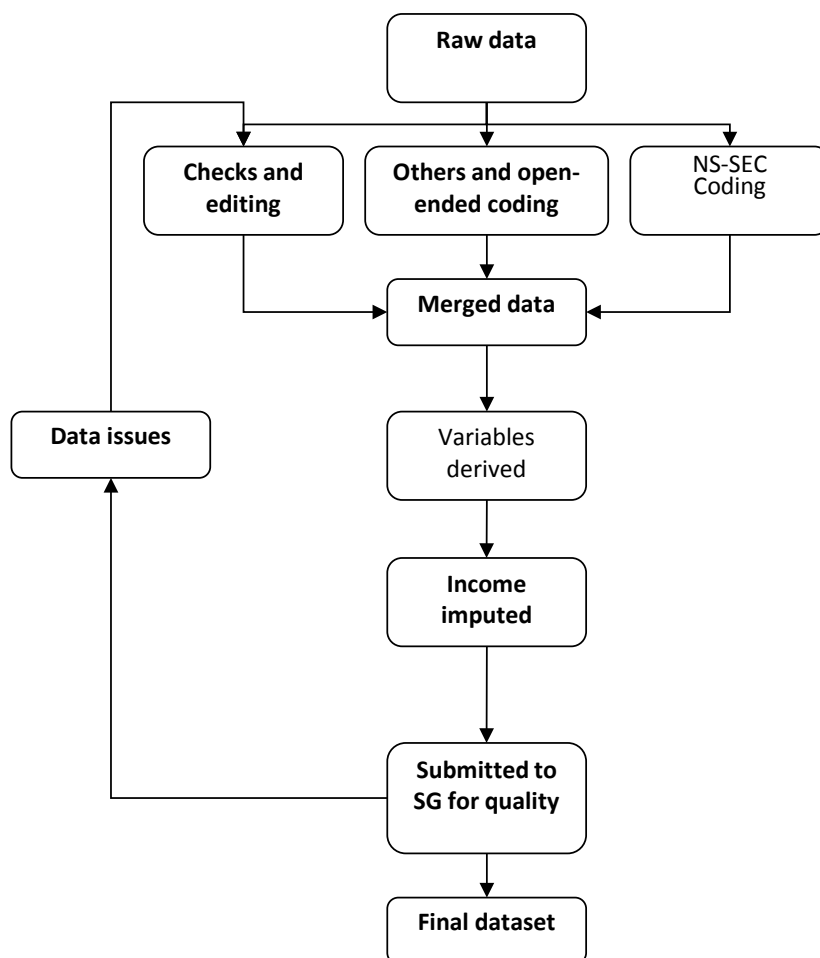 Raw data
Checks and
editing
Others and open-
ended coding
NS-SEC
Coding
Merged data
Data issues
Variables
derived
Income
imputed
Submitted to
SG for quality
Final dataset